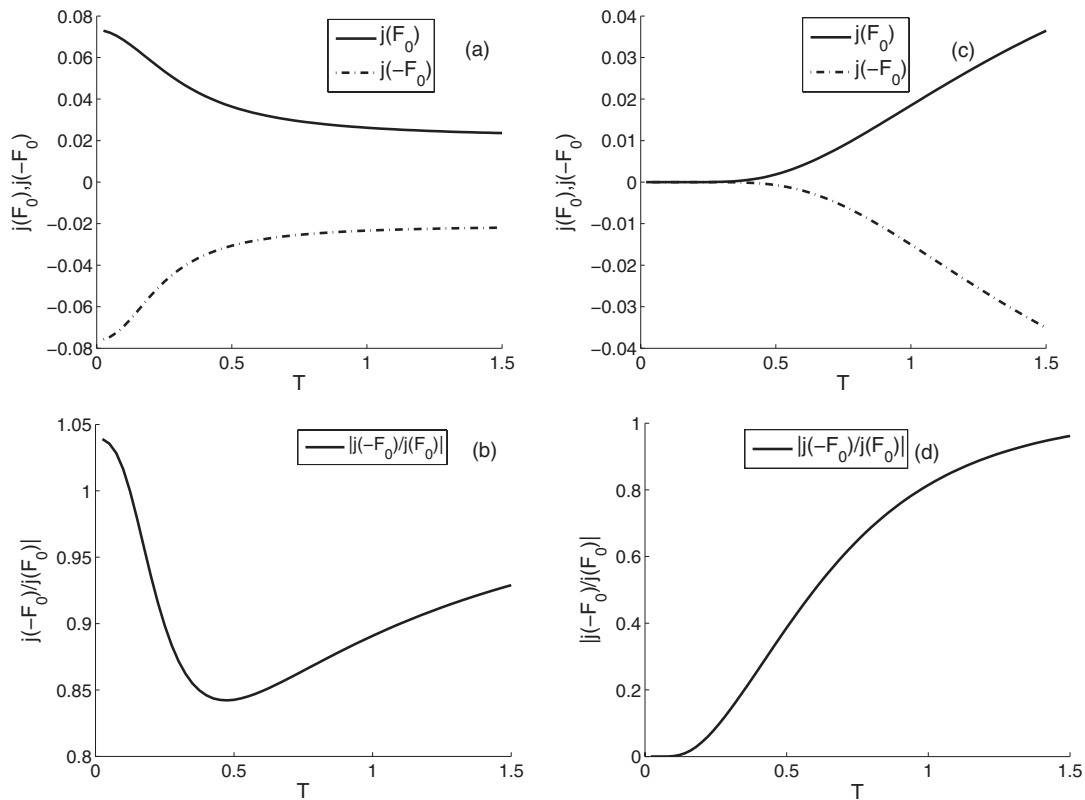 0.08
0.06
0.04
0.02
0
−0.02
−0.04
−0.06
−0.08
j(F0),j(−F0)
j(F0)
j(−F0)
(a)
0
0.5
1
1.5
T
0.04
0.03
0.02
0.01
0
−0.01
−0.02
−0.03
−0.04
j(F0),j(−F0)
j(F0)
j(−F0)
(c)
0
0.5
1
1.5
T
1.05
1
0.95
0.9
0.85
0.8
j(−F0)/j(F0)|
|j(−F0)/j(F0)|
(b)
0
0.5
1
1.5
T
1
0.8
0.6
0.4
0.2
0
|j(−F0)/j(F0)|
|j(−F0)/j(F0)|
(d)
0
0.5
1
1.5
T